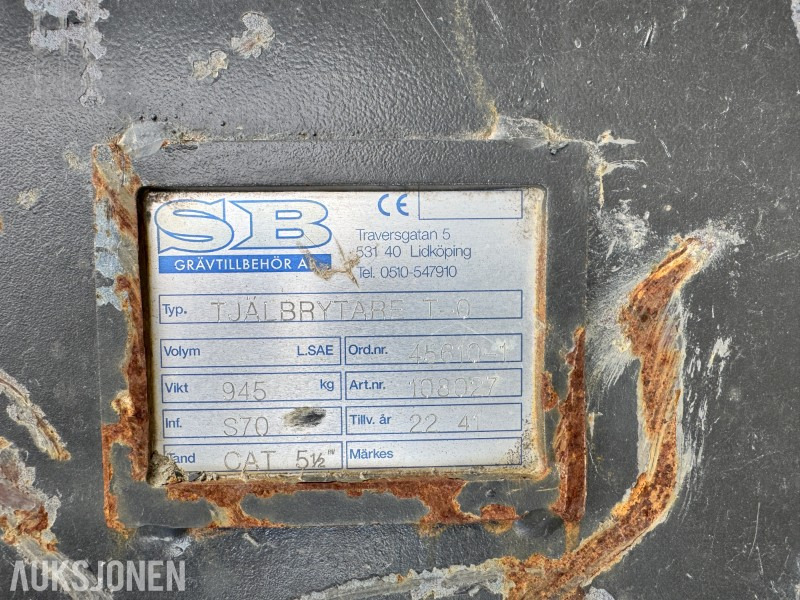 SB CE
GRÄVTILLBEHÖR AB
Traversgatan 5
531 40 Lidköping
Tel. 0510-547910
Typ. TJÄLBRYTARE
Volym L.SAE Ord.nr.
Vikt 945 kg Art.nr. 108027
Inf. S70 Tillv. år 22 41
Tand CAT 5½" Märkes
AUKSJONEN